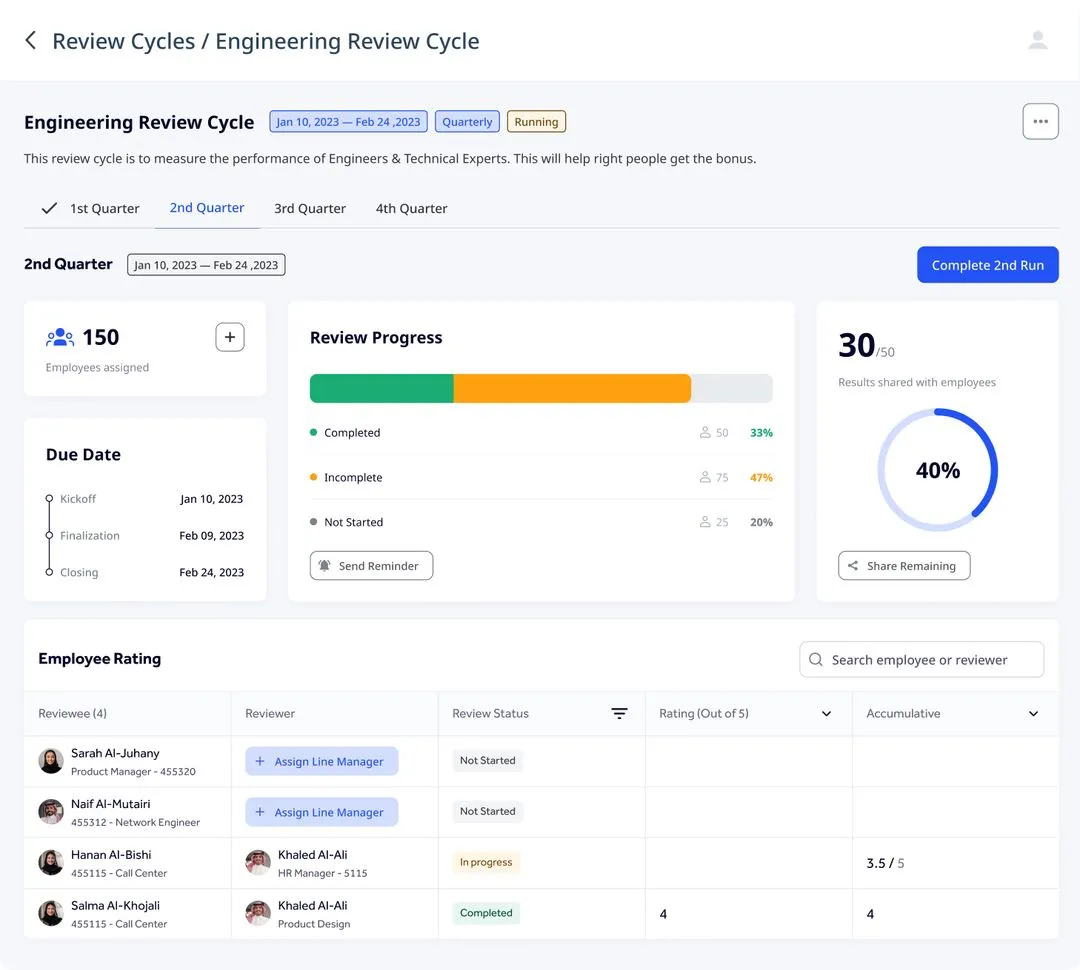 Review Cycles / Engineering Review Cycle
Engineering Review Cycle
Jan 10, 2023 — Feb 24 ,2023
Quarterly
Running
This review cycle is to measure the performance of Engineers & Technical Experts. This will help right people get the bonus.
1st Quarter
2nd Quarter
3rd Quarter
4th Quarter
2nd Quarter
Jan 10, 2023 — Feb 24 ,2023
Complete 2nd Run
150
Employees assigned
Due Date
Kickoff Jan 10, 2023
Finalization Feb 09, 2023
Closing Feb 24, 2023
Review Progress
Completed 50 33%
Incomplete 75 47%
Not Started 25 20%
Send Reminder
30/50
Results shared with employees
40%
Share Remaining
Employee Rating
Search employee or reviewer
Reviewee (4) Reviewer Review Status Rating (Out of 5) Accumulative
Sarah Al-Juhany
Product Manager - 455320
Assign Line Manager
Not Started
Naif Al-Mutairi
455312 - Network Engineer
Assign Line Manager
Not Started
Hanan Al-Bishi
455115 - Call Center
Khaled Al-Ali
HR Manager - 5115
In progress
3.5 / 5
Salma Al-Khojali
455115 - Call Center
Khaled Al-Ali
Product Design
Completed
4
4